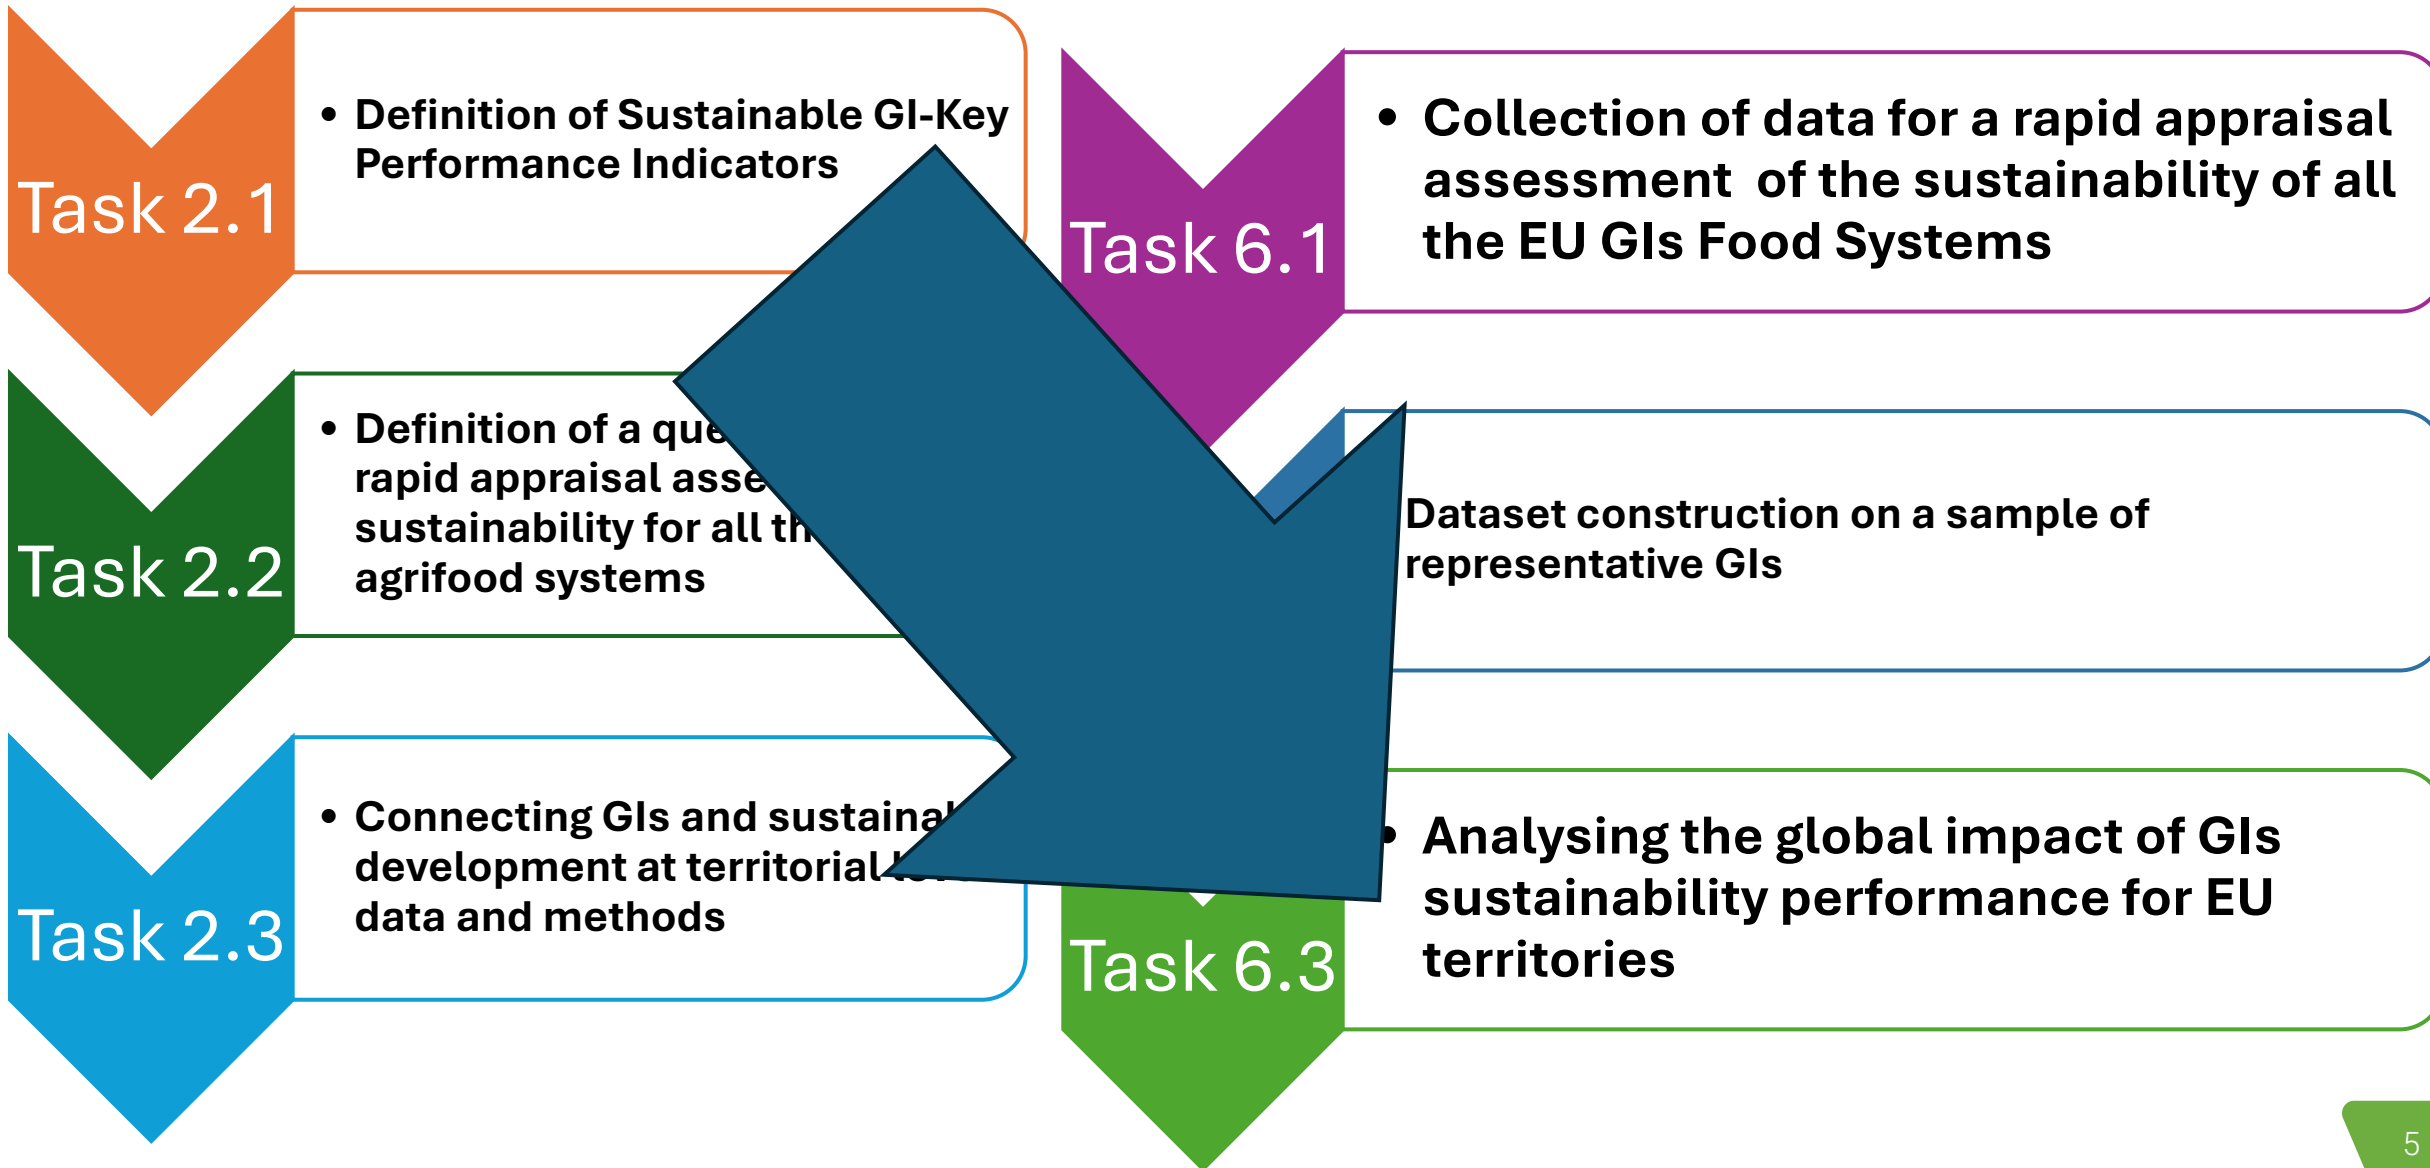 Task 2.1
• Definition of Sustainable GI-Key
Performance Indicators
Task 2.2
• Definition of a
rapid appraisal
sustainability for all
agrifood systems
Task 2.3
• Connecting GIs and
development at territorial
data and methods
Task 6.1
• Collection of data for a rapid appraisal
assessment of the sustainability of all
the EU GIs Food Systems
Dataset construction on a sample of
representative GIs
Task 6.3
• Analysing the global impact of GIs
sustainability performance for EU
territories
5